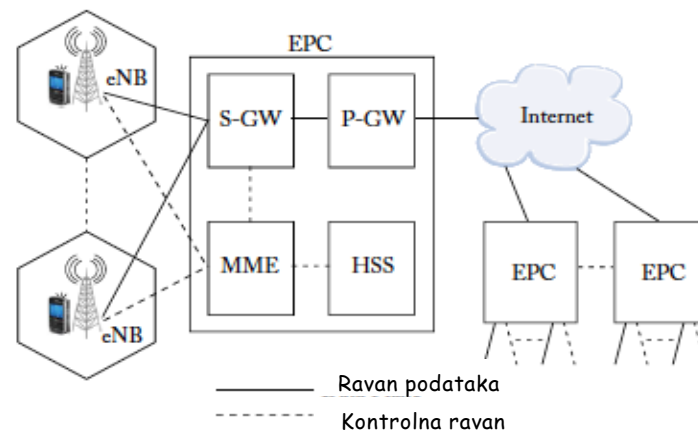 EPC
eNB
S-GW
P-GW
Internet
MME
HSS
eNB
EPC
EPC
Ravan podataka
Kontrolna ravan